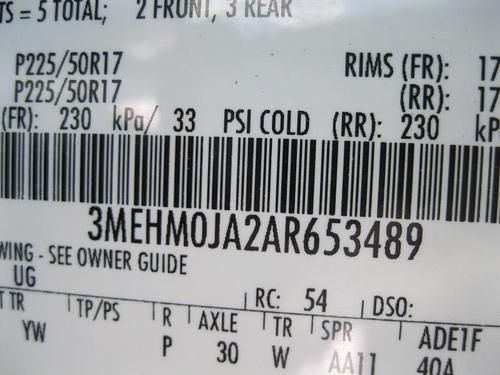 TS = 5 TOTAL; 2 FRONT, 3 REAR
P225/50R17 RIMS (FR): 17
P225/50R17 (RR): 17
(FR): 230 kPa/ 33 PSI COLD (RR): 230 kP
3MEHM0JA2AR653489
WING - SEE OWNER GUIDE
UG RC: 54 DSO:
T TR TP/PS R AXLE TR SPR ADE1F
YW P 30 W AA11 40A